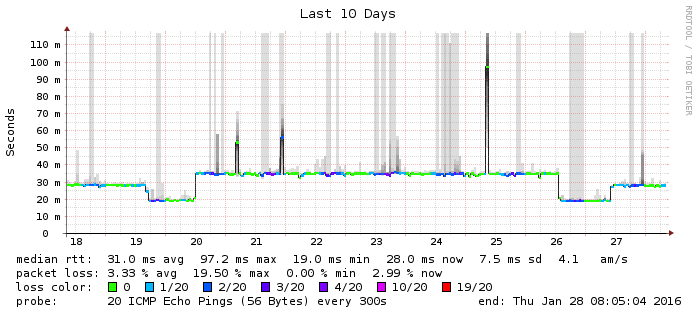 Last 10 Days
RRDTOOL / TOBI OETIKER
Seconds
110 m
100 m
90 m
80 m
70 m
60 m
50 m
40 m
30 m
20 m
10 m
0
18 19 20 21 22 23 24 25 26 27
median rtt: 31.0 ms avg 97.2 ms max 19.0 ms min 28.0 ms now 7.5 ms sd 4.1 am/s
packet loss: 3.33 % avg 19.50 % max 0.00 % min 2.99 % now
loss color: 0 1/20 2/20 3/20 4/20 10/20 19/20
probe: 20 ICMP Echo Pings (56 Bytes) every 300s end: Thu Jan 28 08:05:04 2016